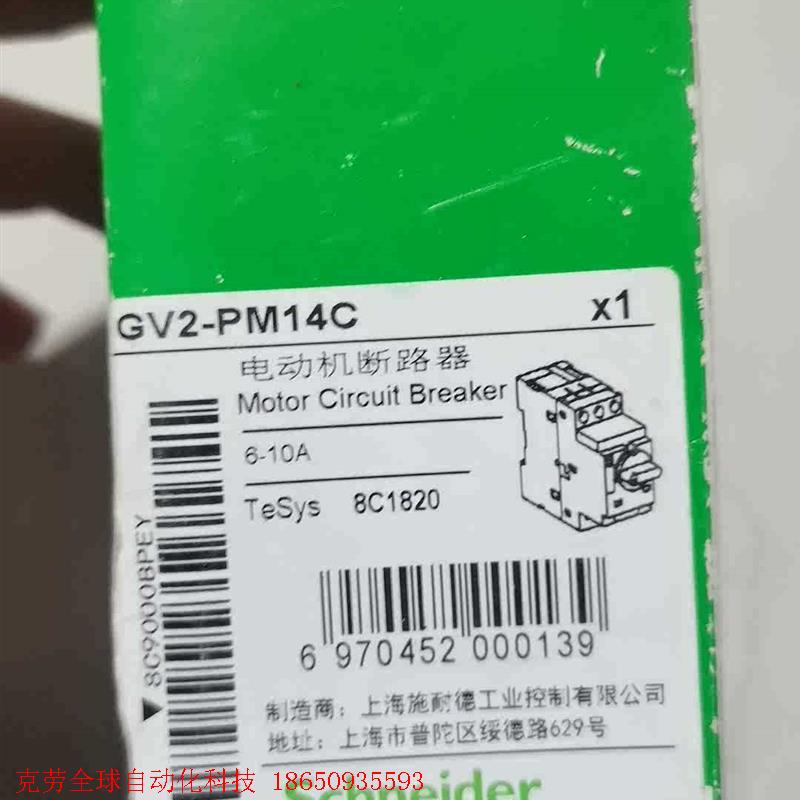 GV2-PM14C x1
电动机断路器
Motor Circuit Breaker
6-10A
TeSys 8C1820
8C9000BPEY
6 970452 000139
制造商：上海施耐德工业控制有限公司
地址：上海市普陀区绥德路629号
Schneider
克劳全球自动化科技 18650935593